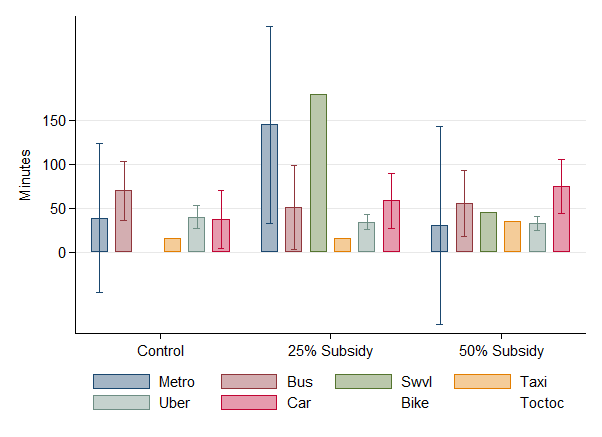 Minutes
150
100
50
0
Control 25% Subsidy 50% Subsidy
Metro Bus Swvl Taxi
Uber Car Bike Toctoc